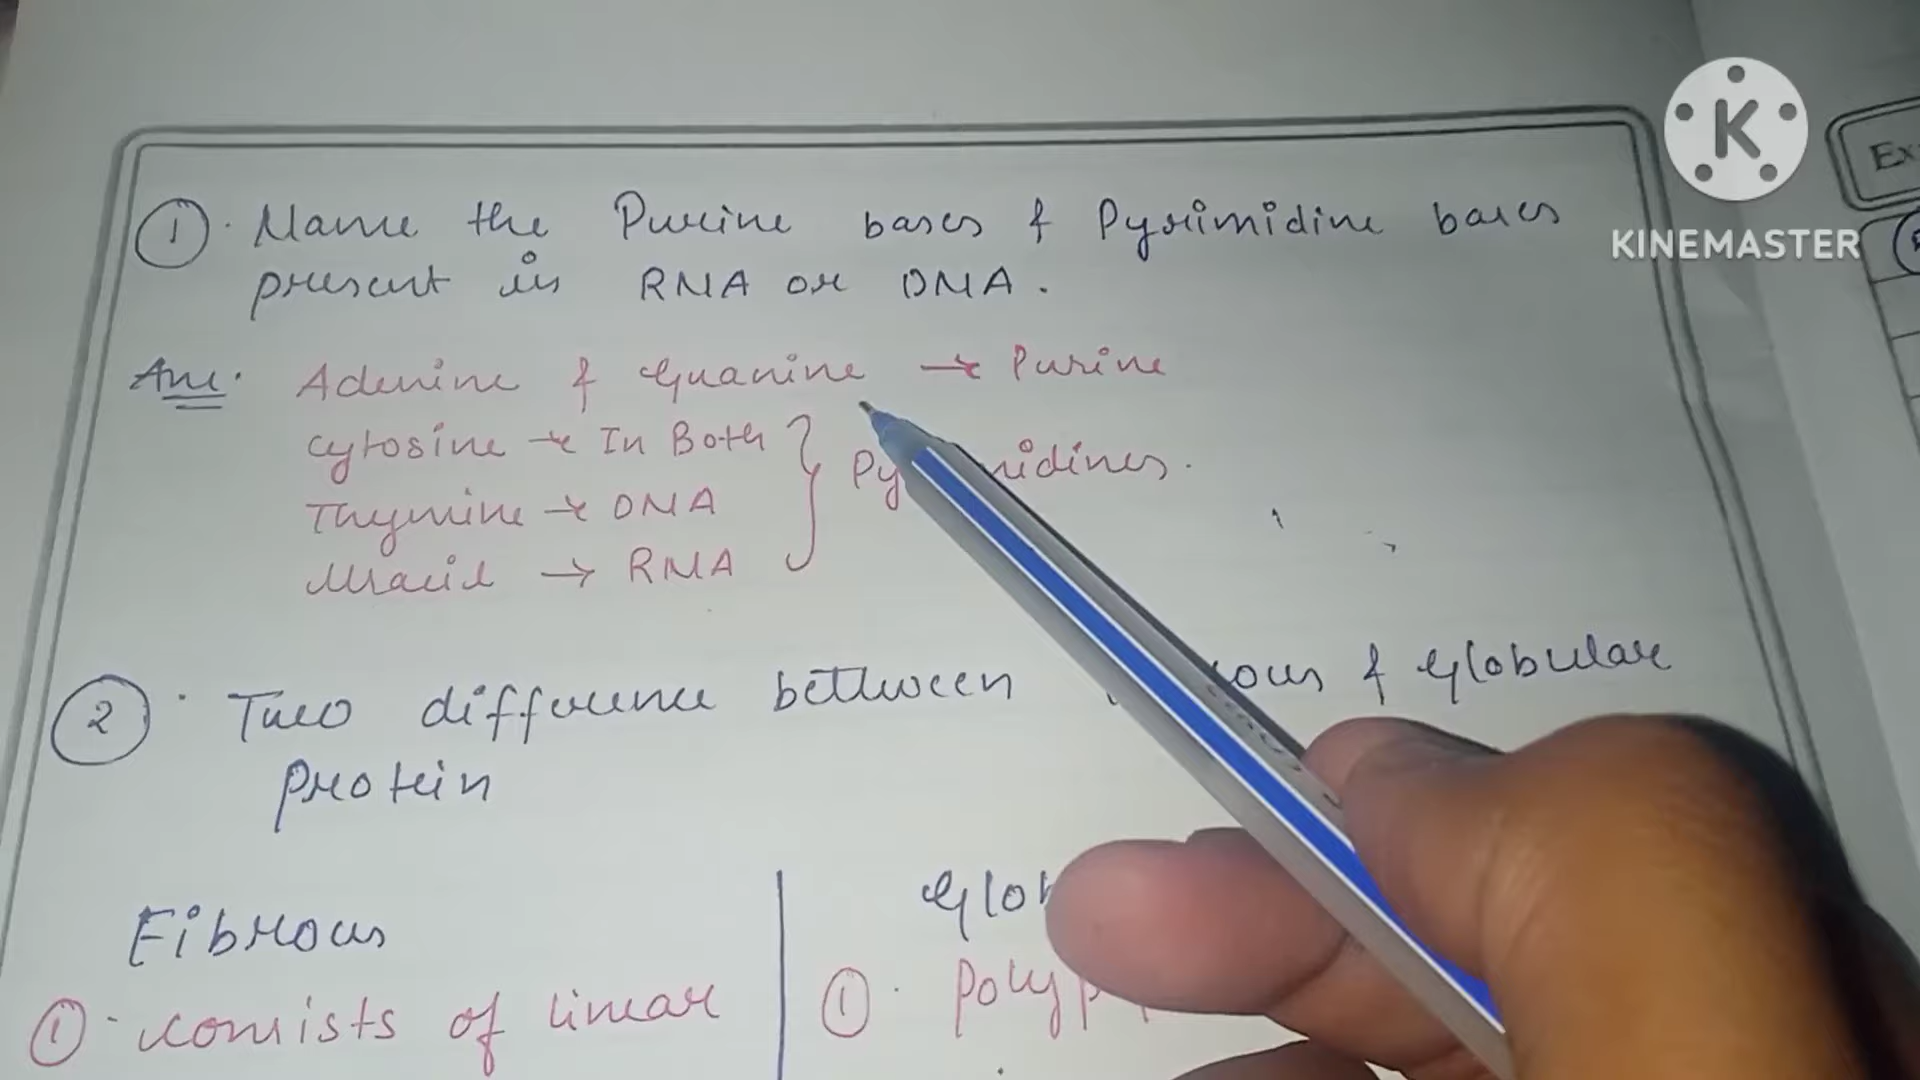 ① Name the Purine bases & Pyrimidine bases
present in RNA or DNA.
Ans. Adenine & Guanine → Purine
Cytosine → In Both
Thymine → DNA
Uracil → RNA
② Two difference between & Globular
protein
Fibrous
① consists of linear
①
K
KINEMASTER